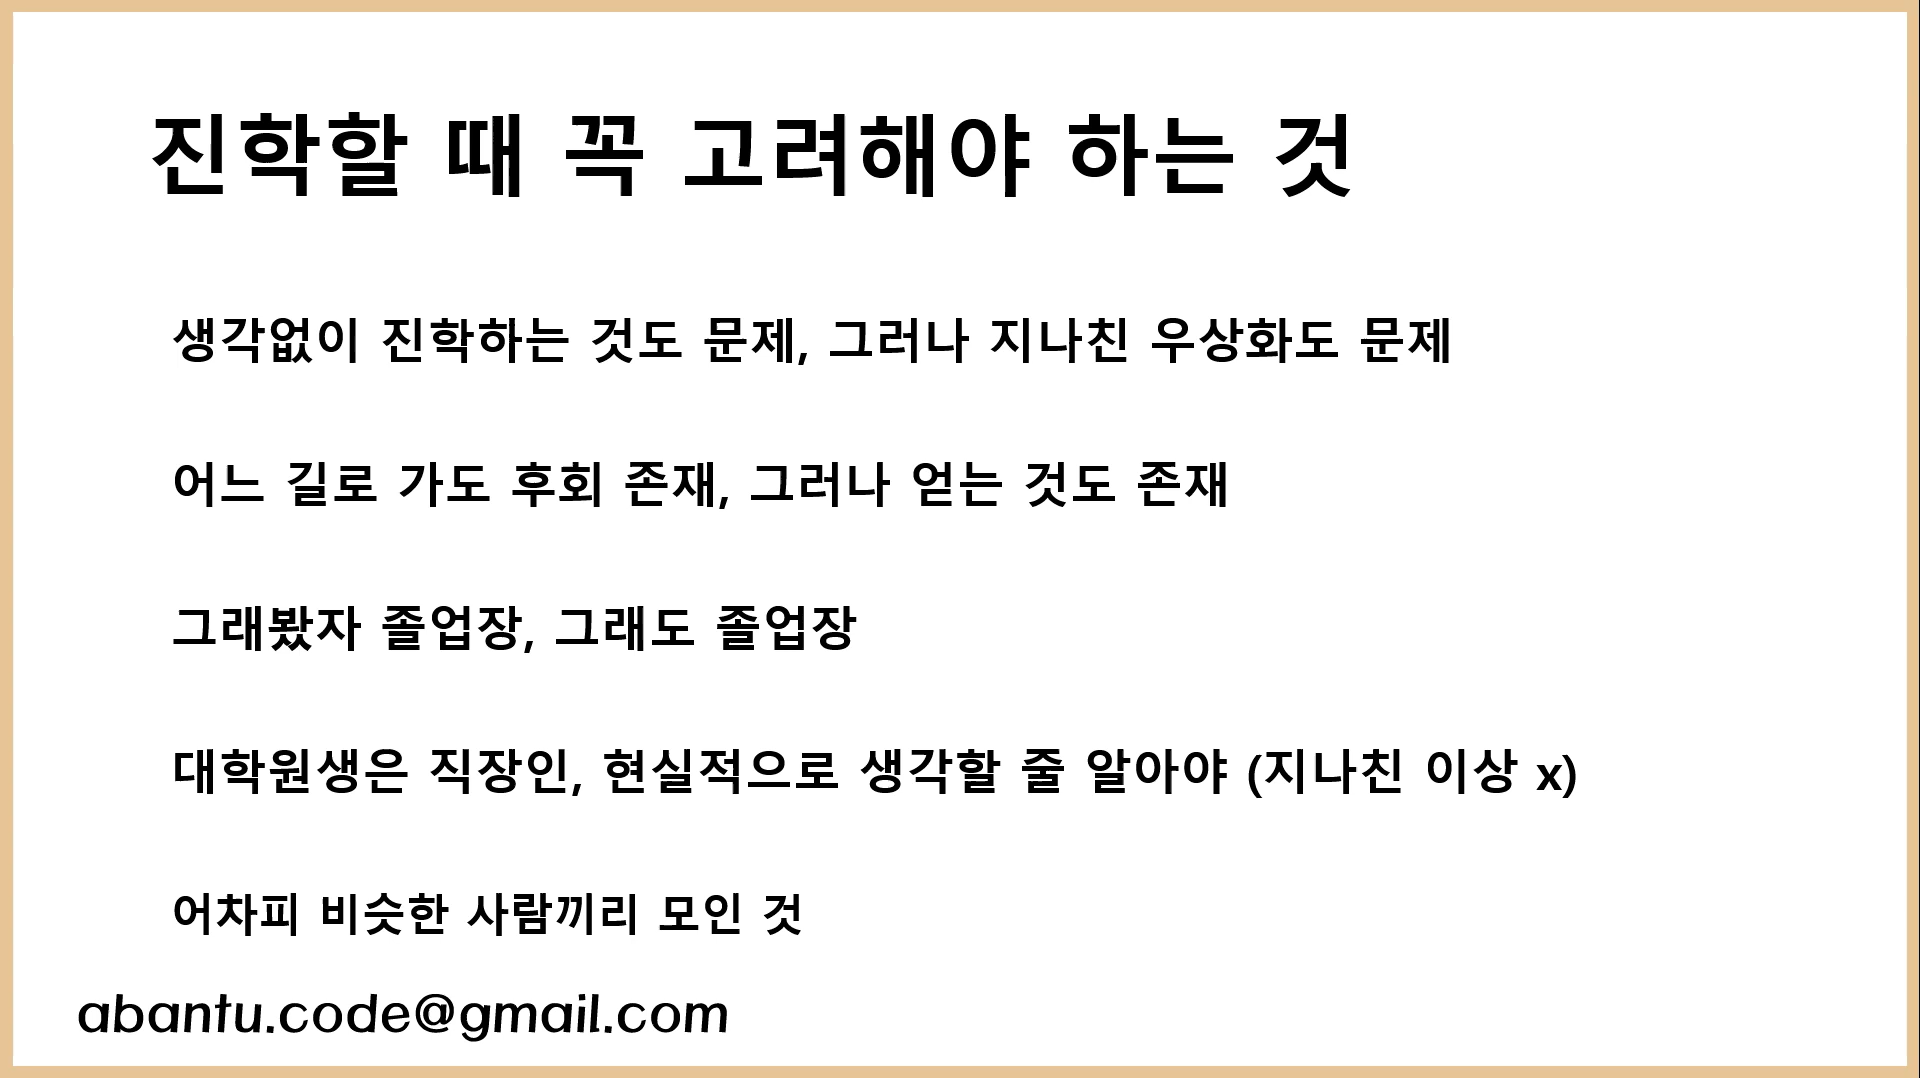 진학할 때 꼭 고려해야 하는 것
생각없이 진학하는 것도 문제, 그러나 지나친 우상화도 문제
어느 길로 가도 후회 존재, 그러나 얻는 것도 존재
그래봤자 졸업장, 그래도 졸업장
대학원생은 직장인, 현실적으로 생각할 줄 알아야 (지나친 이상 x)
어차피 비슷한 사람끼리 모인 것
abantu.code@gmail.com